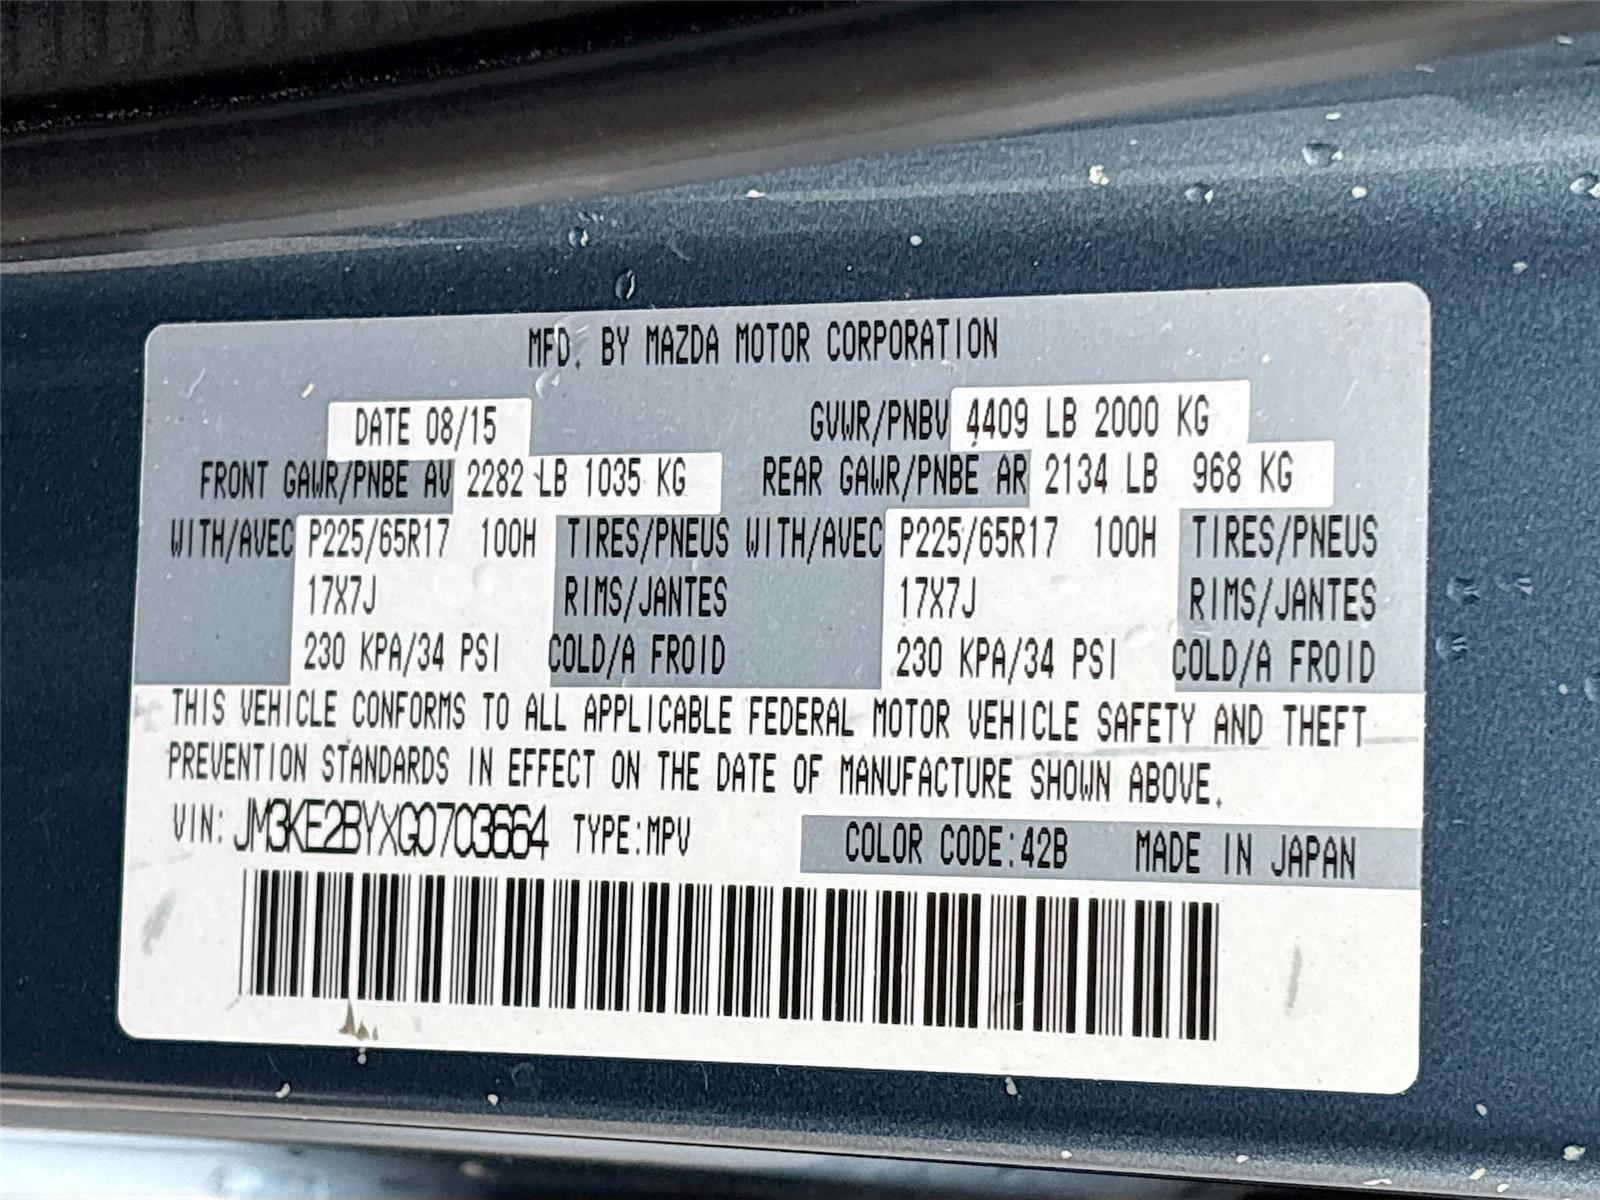 MFD. BY MAZDA MOTOR CORPORATION
DATE 08/15 GVWR/PNBV 4409 LB 2000 KG
FRONT GAWR/PNBE AV 2282 LB 1035 KG REAR GAWR/PNBE AR 2134 LB 968 KG
WITH/AVEC P225/65R17 100H TIRES/PNEUS WITH/AVEC P225/65R17 100H TIRES/PNEUS
17X7J RIMS/JANTES 17X7J RIMS/JANTES
230 KPA/34 PSI COLD/A FROID 230 KPA/34 PSI COLD/A FROID
THIS VEHICLE CONFORMS TO ALL APPLICABLE FEDERAL MOTOR VEHICLE SAFETY AND THEFT
PREVENTION STANDARDS IN EFFECT ON THE DATE OF MANUFACTURE SHOWN ABOVE.
VIN: JM3KE2BYXG0703664 TYPE:MPV COLOR CODE:42B MADE IN JAPAN